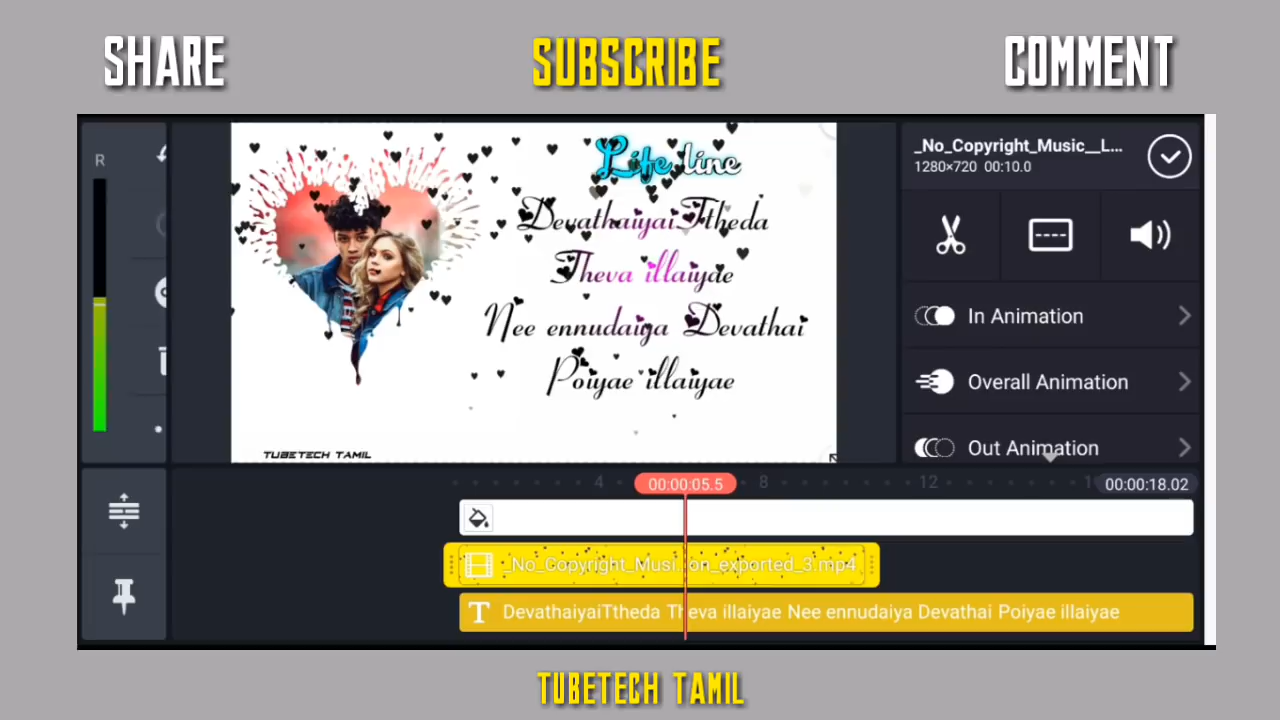 SHARE
SUBSCRIBE
COMMENT
R
Life line
DevathaiyaiTtheda
Theva illaiyae
Nee ennudaiya Devathai
Poiyae illaiyae
TUBETECH TAMIL
_No_Copyright_Music__L...
1280×720 00:10.0
In Animation
Overall Animation
Out Animation
4
00:00:05.5
8
12
00:00:18.02
_No_Copyright_Musi...on_exported_3.mp4
DevathaiyaiTtheda Theva illaiyae Nee ennudaiya Devathai Poiyae illaiyae
TUBETECH TAMIL